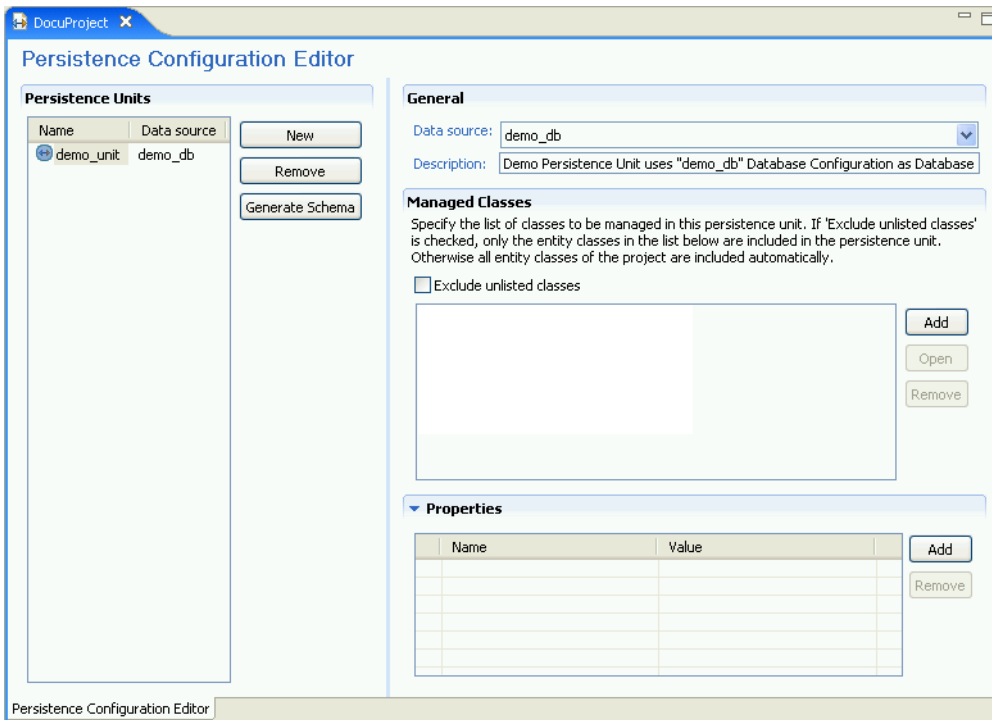 DocuProject
Persistence Configuration Editor
Persistence Units
Name Data source
demo_unit demo_db
New
Remove
Generate Schema
General
Data source: demo_db
Description: Demo Persistence Unit uses "demo_db" Database Configuration as Database
Managed Classes
Specify the list of classes to be managed in this persistence unit. If 'Exclude unlisted classes'
is checked, only the entity classes in the list below are included in the persistence unit.
Otherwise all entity classes of the project are included automatically.
Exclude unlisted classes
Add
Open
Remove
Properties
Name Value
Add
Remove
Persistence Configuration Editor